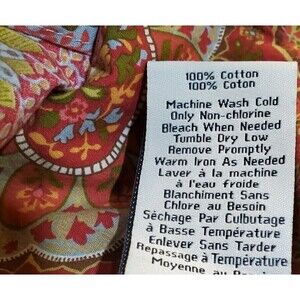 100% Cotton
100% Coton
Machine Wash Cold
Only Non-chlorine
Bleach When Needed
Tumble Dry Low
Remove Promptly
Warm Iron As Needed
Laver à la machine
à l'eau froide
Blanchiment Sans
Chlore au Besoin
Séchage Par Culbutage
à Basse Température
Enlever Sans Tarder
Repassage à Température
Moyenne au